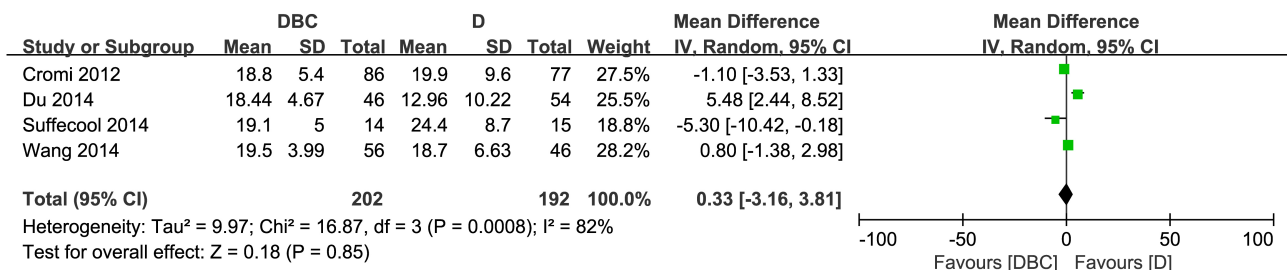 DBC D Mean Difference Mean Difference
Study or Subgroup Mean SD Total Mean SD Total Weight IV, Random, 95% CI IV, Random, 95% CI
Cromi 2012 18.8 5.4 86 19.9 9.6 77 27.5% -1.10 [-3.53, 1.33]
Du 2014 18.44 4.67 46 12.96 10.22 54 25.5% 5.48 [2.44, 8.52]
Suffecool 2014 19.1 5 14 24.4 8.7 15 18.8% -5.30 [-10.42, -0.18]
Wang 2014 19.5 3.99 56 18.7 6.63 46 28.2% 0.80 [-1.38, 2.98]
Total (95% CI) 202 192 100.0% 0.33 [-3.16, 3.81]
Heterogeneity: Tau² = 9.97; Chi² = 16.87, df = 3 (P = 0.0008); I² = 82%
Test for overall effect: Z = 0.18 (P = 0.85)
-100 -50 0 50 100
Favours [DBC] Favours [D]